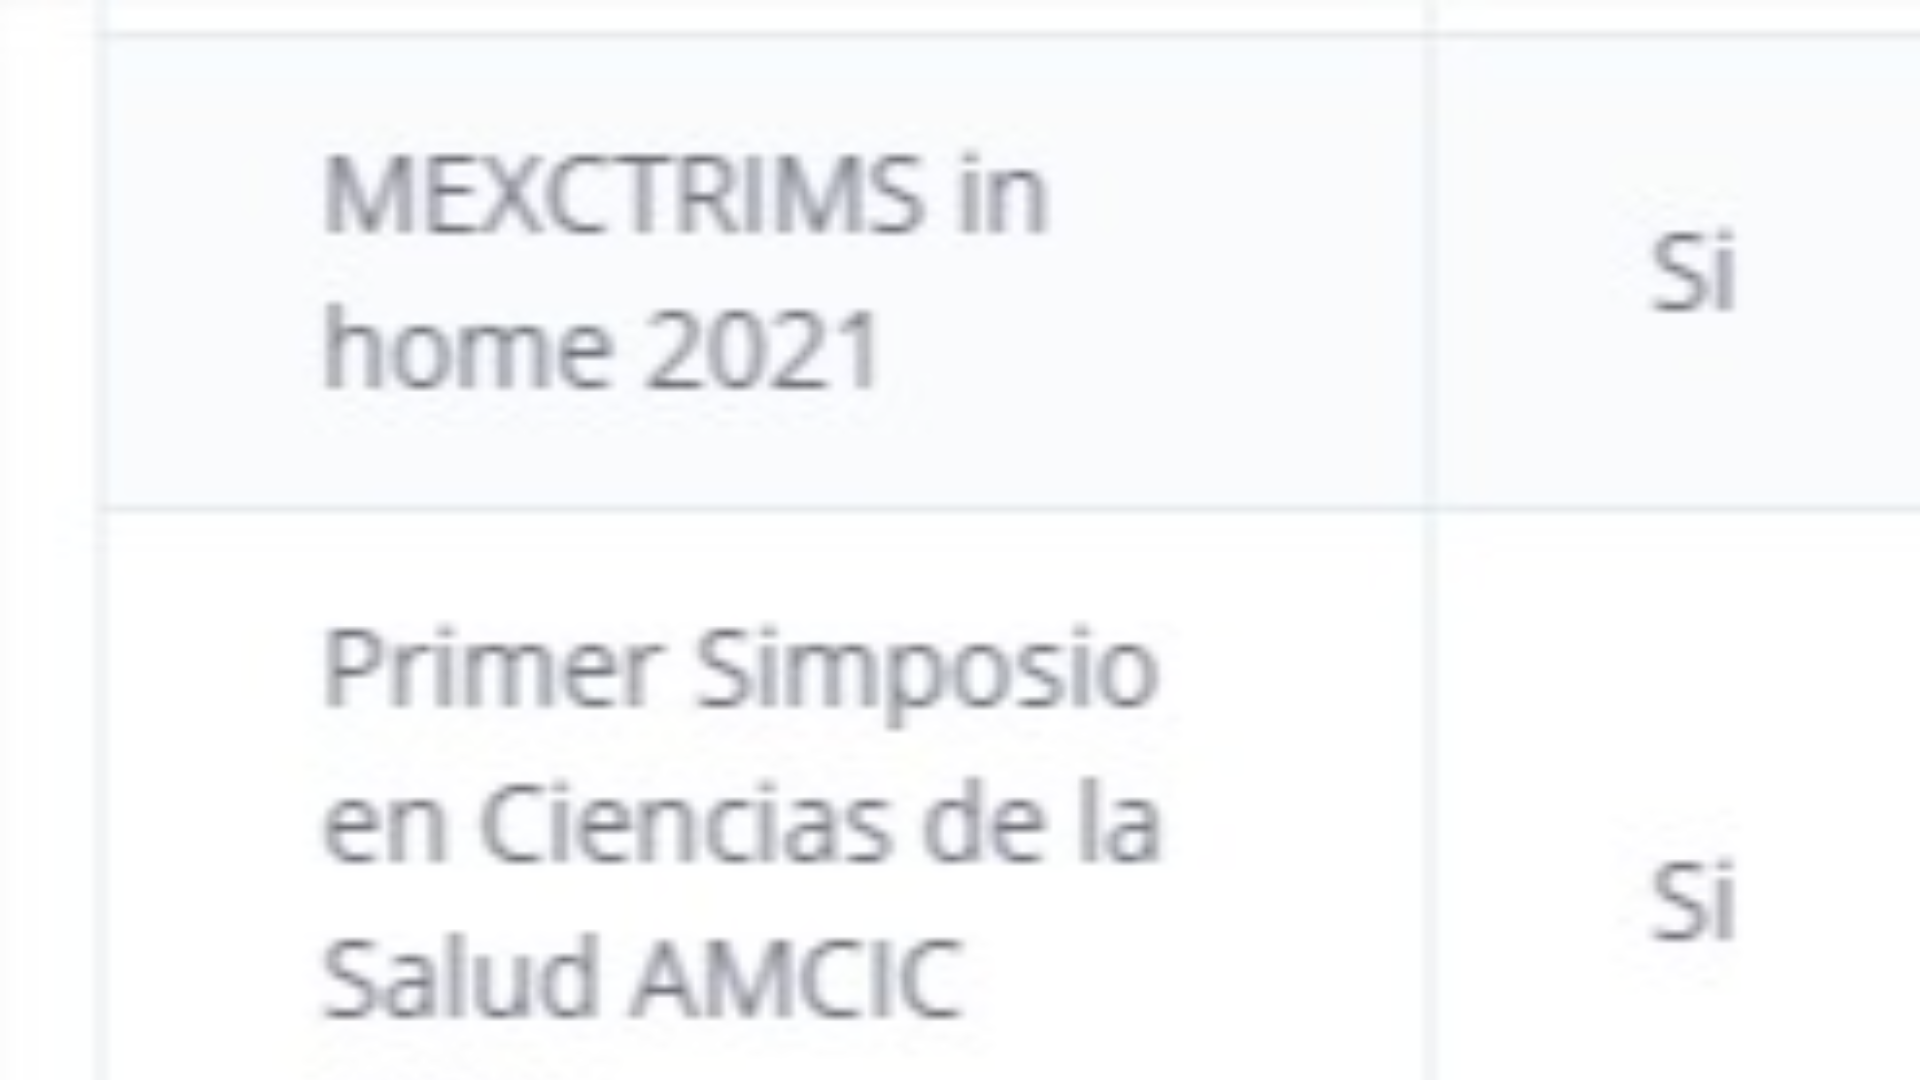 MEXCTRIMS in
home 2021
Si
Primer Simposio
en Ciencias de la
Salud AMCIC
Si